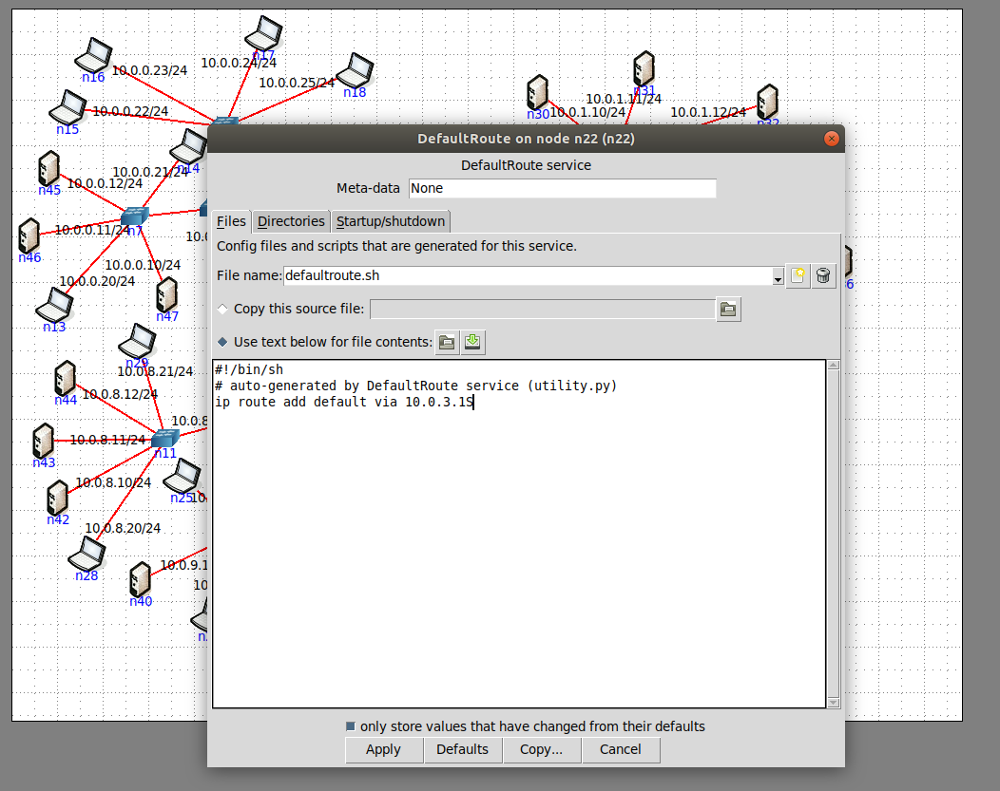 n17
n16
10.0.0.23/24
10.0.0.24/24
10.0.0.25/24
n18
n15
10.0.0.22/24
n31
10.0.1.11/24
n30
10.0.1.10/24
10.0.1.12/24
n32
DefaultRoute on node n22 (n22)
DefaultRoute service
Meta-data
None
Files
Directories
Startup/shutdown
Config files and scripts that are generated for this service.
File name:
defaultroute.sh
Copy this source file:
Use text below for file contents:
#!/bin/sh
# auto-generated by DefaultRoute service (utility.py)
ip route add default via 10.0.3.1S
only store values that have changed from their defaults
Apply
Defaults
Copy...
Cancel
n14
10.0.0.21/24
n45
10.0.0.12/24
10.0.0.11/24
n7
n46
10.0
10.0.0.10/24
10.0.0.20/24
n13
n47
6
n29
10.0.8.21/24
n44
10.0.8.12/24
10.0.8
10.0.8.11/24
n43
n11
10.0.8.10/24
n25
10
n42
10.0.8.20/24
n28
10.0.9.1
n40
10
n